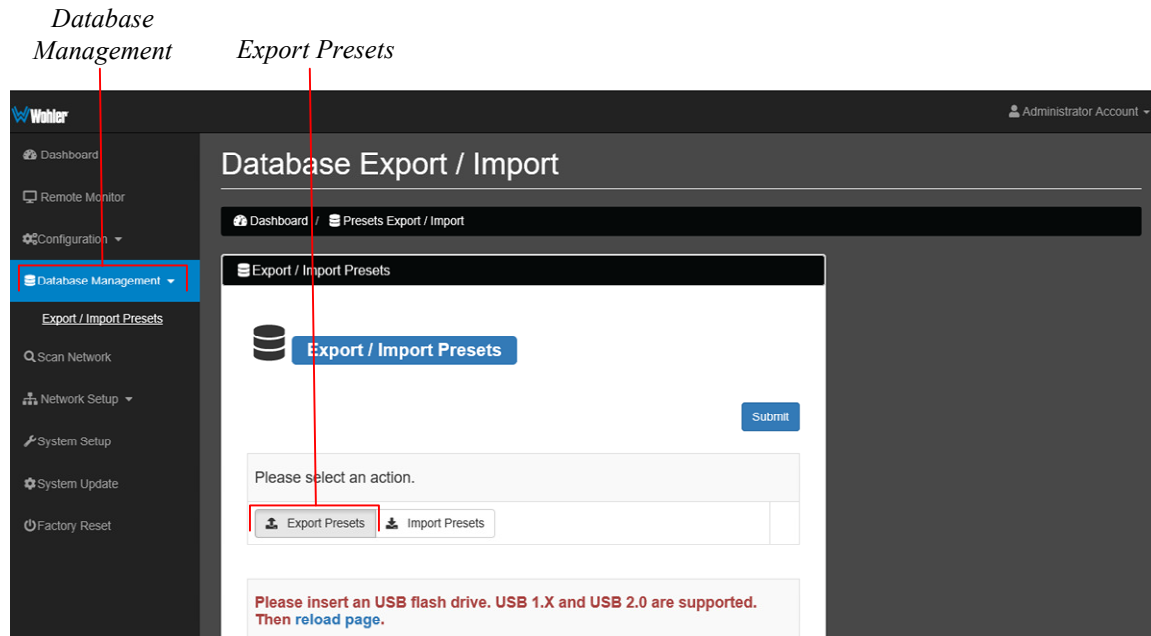 Database
Management
Export Presets
Wohler
Administrator Account
Dashboard
Remote Monitor
Configuration
Database Management
Export / Import Presets
Scan Network
Network Setup
System Setup
System Update
Factory Reset
Database Export / Import
Dashboard / Presets Export / Import
Export / Import Presets
Export / Import Presets
Submit
Please select an action.
Export Presets Import Presets
Please insert an USB flash drive. USB 1.X and USB 2.0 are supported.
Then reload page.